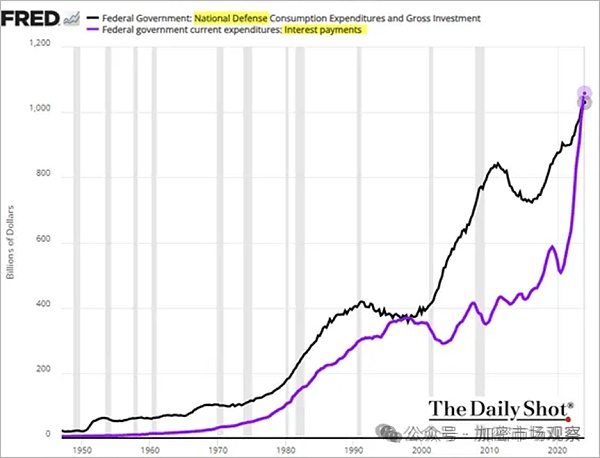 FRED
Federal Government: National Defense Consumption Expenditures and Gross Investment
Federal government current expenditures: Interest payments
1,200
1,000
800
600
400
200
0
Billions of Dollars
1950
1960
1970
1980
1990
2000
2010
2020
The Daily Shot®
公众号 · 加密市场观察